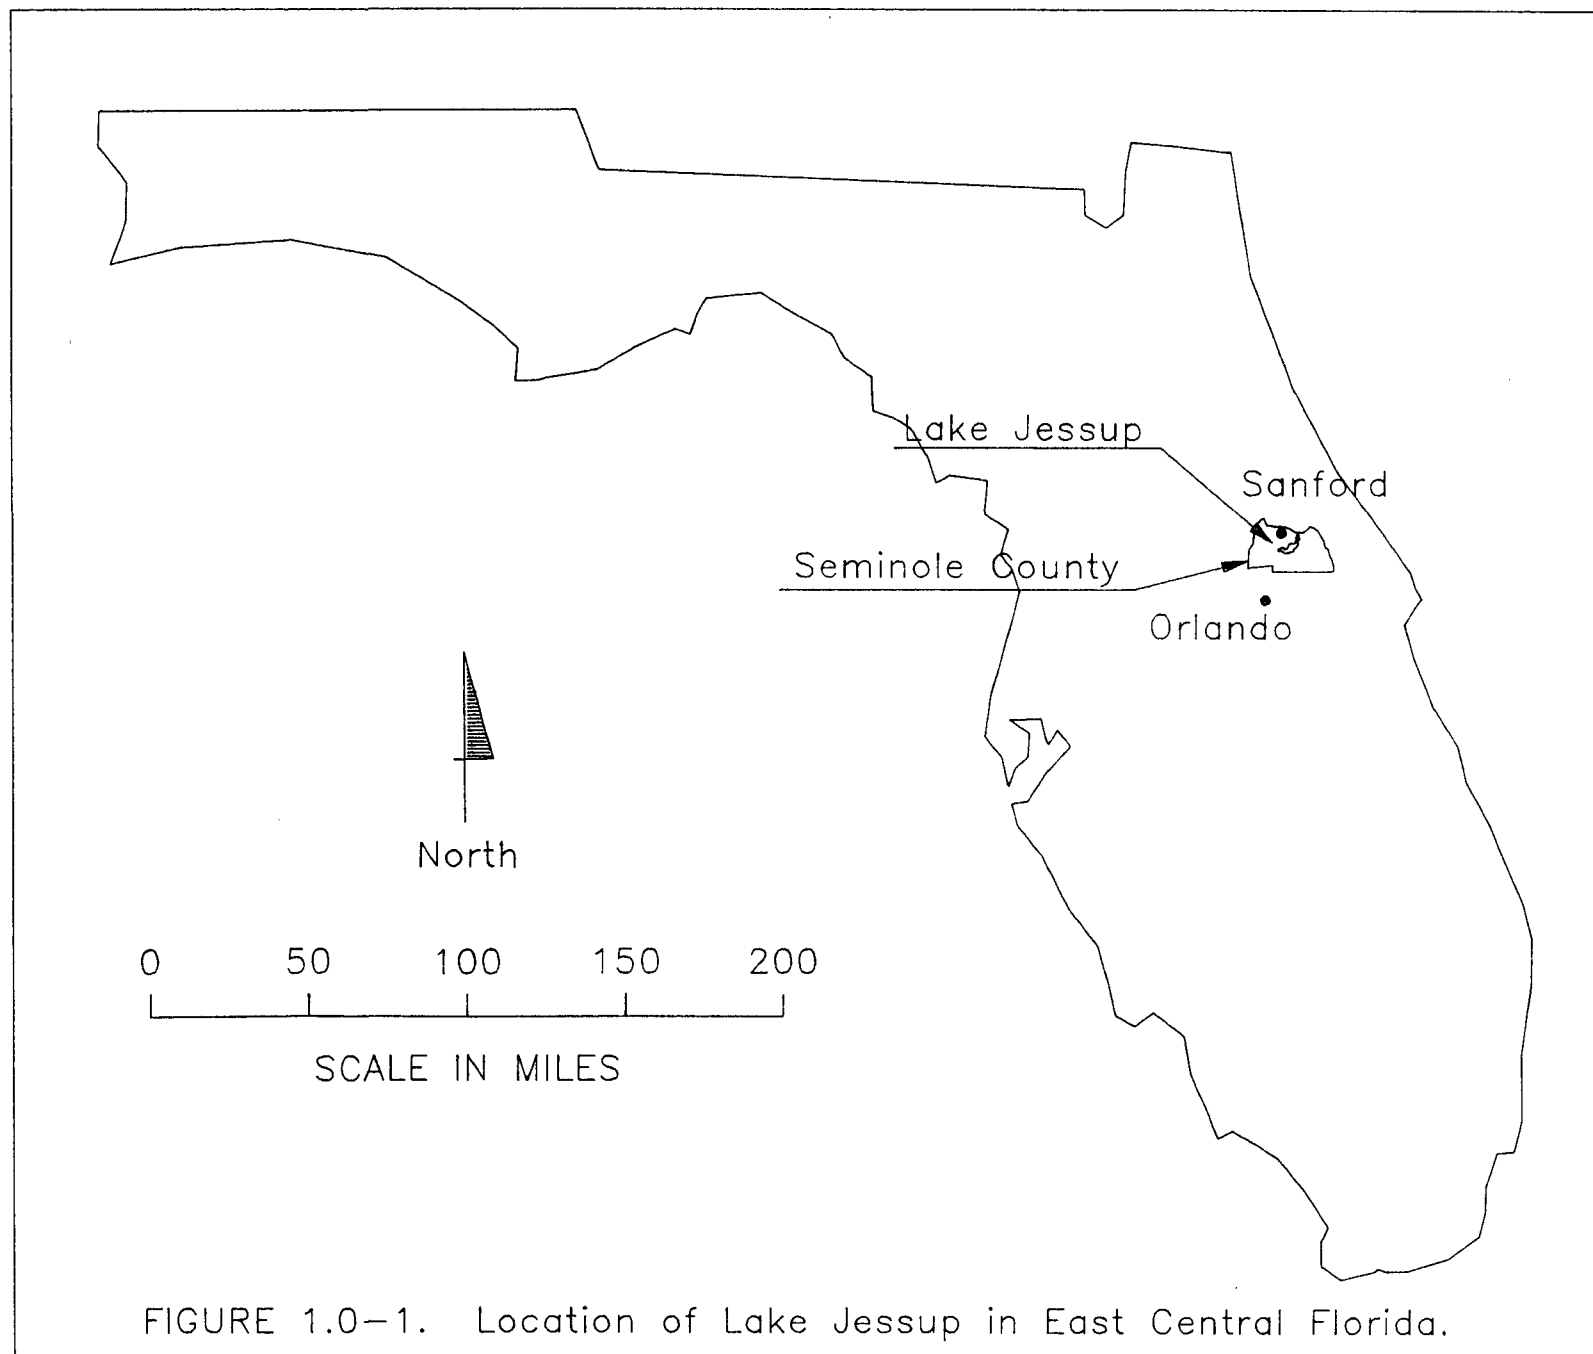 Lake Jessup
Sanford
Seminole County
Orlando
North
0 50 100 150 200
SCALE IN MILES
FIGURE 1.0-1. Location of Lake Jessup in East Central Florida.